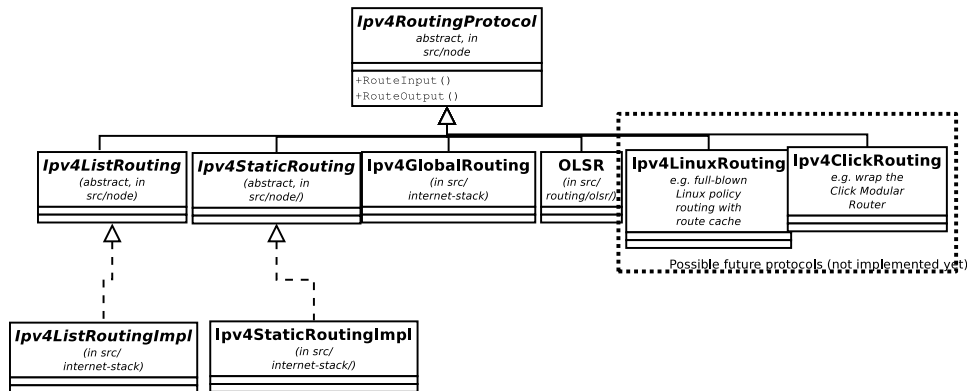 Ipv4RoutingProtocol
abstract, in
src/node
+RouteInput()
+RouteOutput()
Ipv4ListRouting
(abstract, in
src/node)
Ipv4StaticRouting
(abstract, in
src/node/)
Ipv4GlobalRouting
(in src/
internet-stack)
OLSR
(in src/
routing/olsr/)
Ipv4LinuxRouting
e.g. full-blown
Linux policy
routing with
route cache
Ipv4ClickRouting
e.g. wrap the
Click Modular
Router
Possible future protocols (not implemented yet)
Ipv4ListRoutingImpl
(in src/
internet-stack)
Ipv4StaticRoutingImpl
(in src/
internet-stack/)